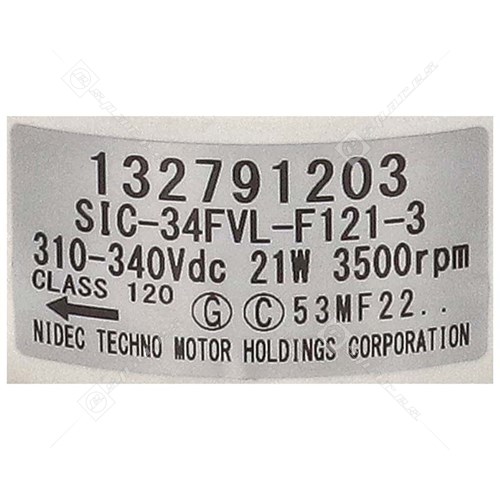 132791203
SIC-34FVL-F121-3
310-340Vdc 21W 3500rpm
CLASS 120
G C 53MF22..
NIDEC TECHNO MOTOR HOLDINGS CORPORATION